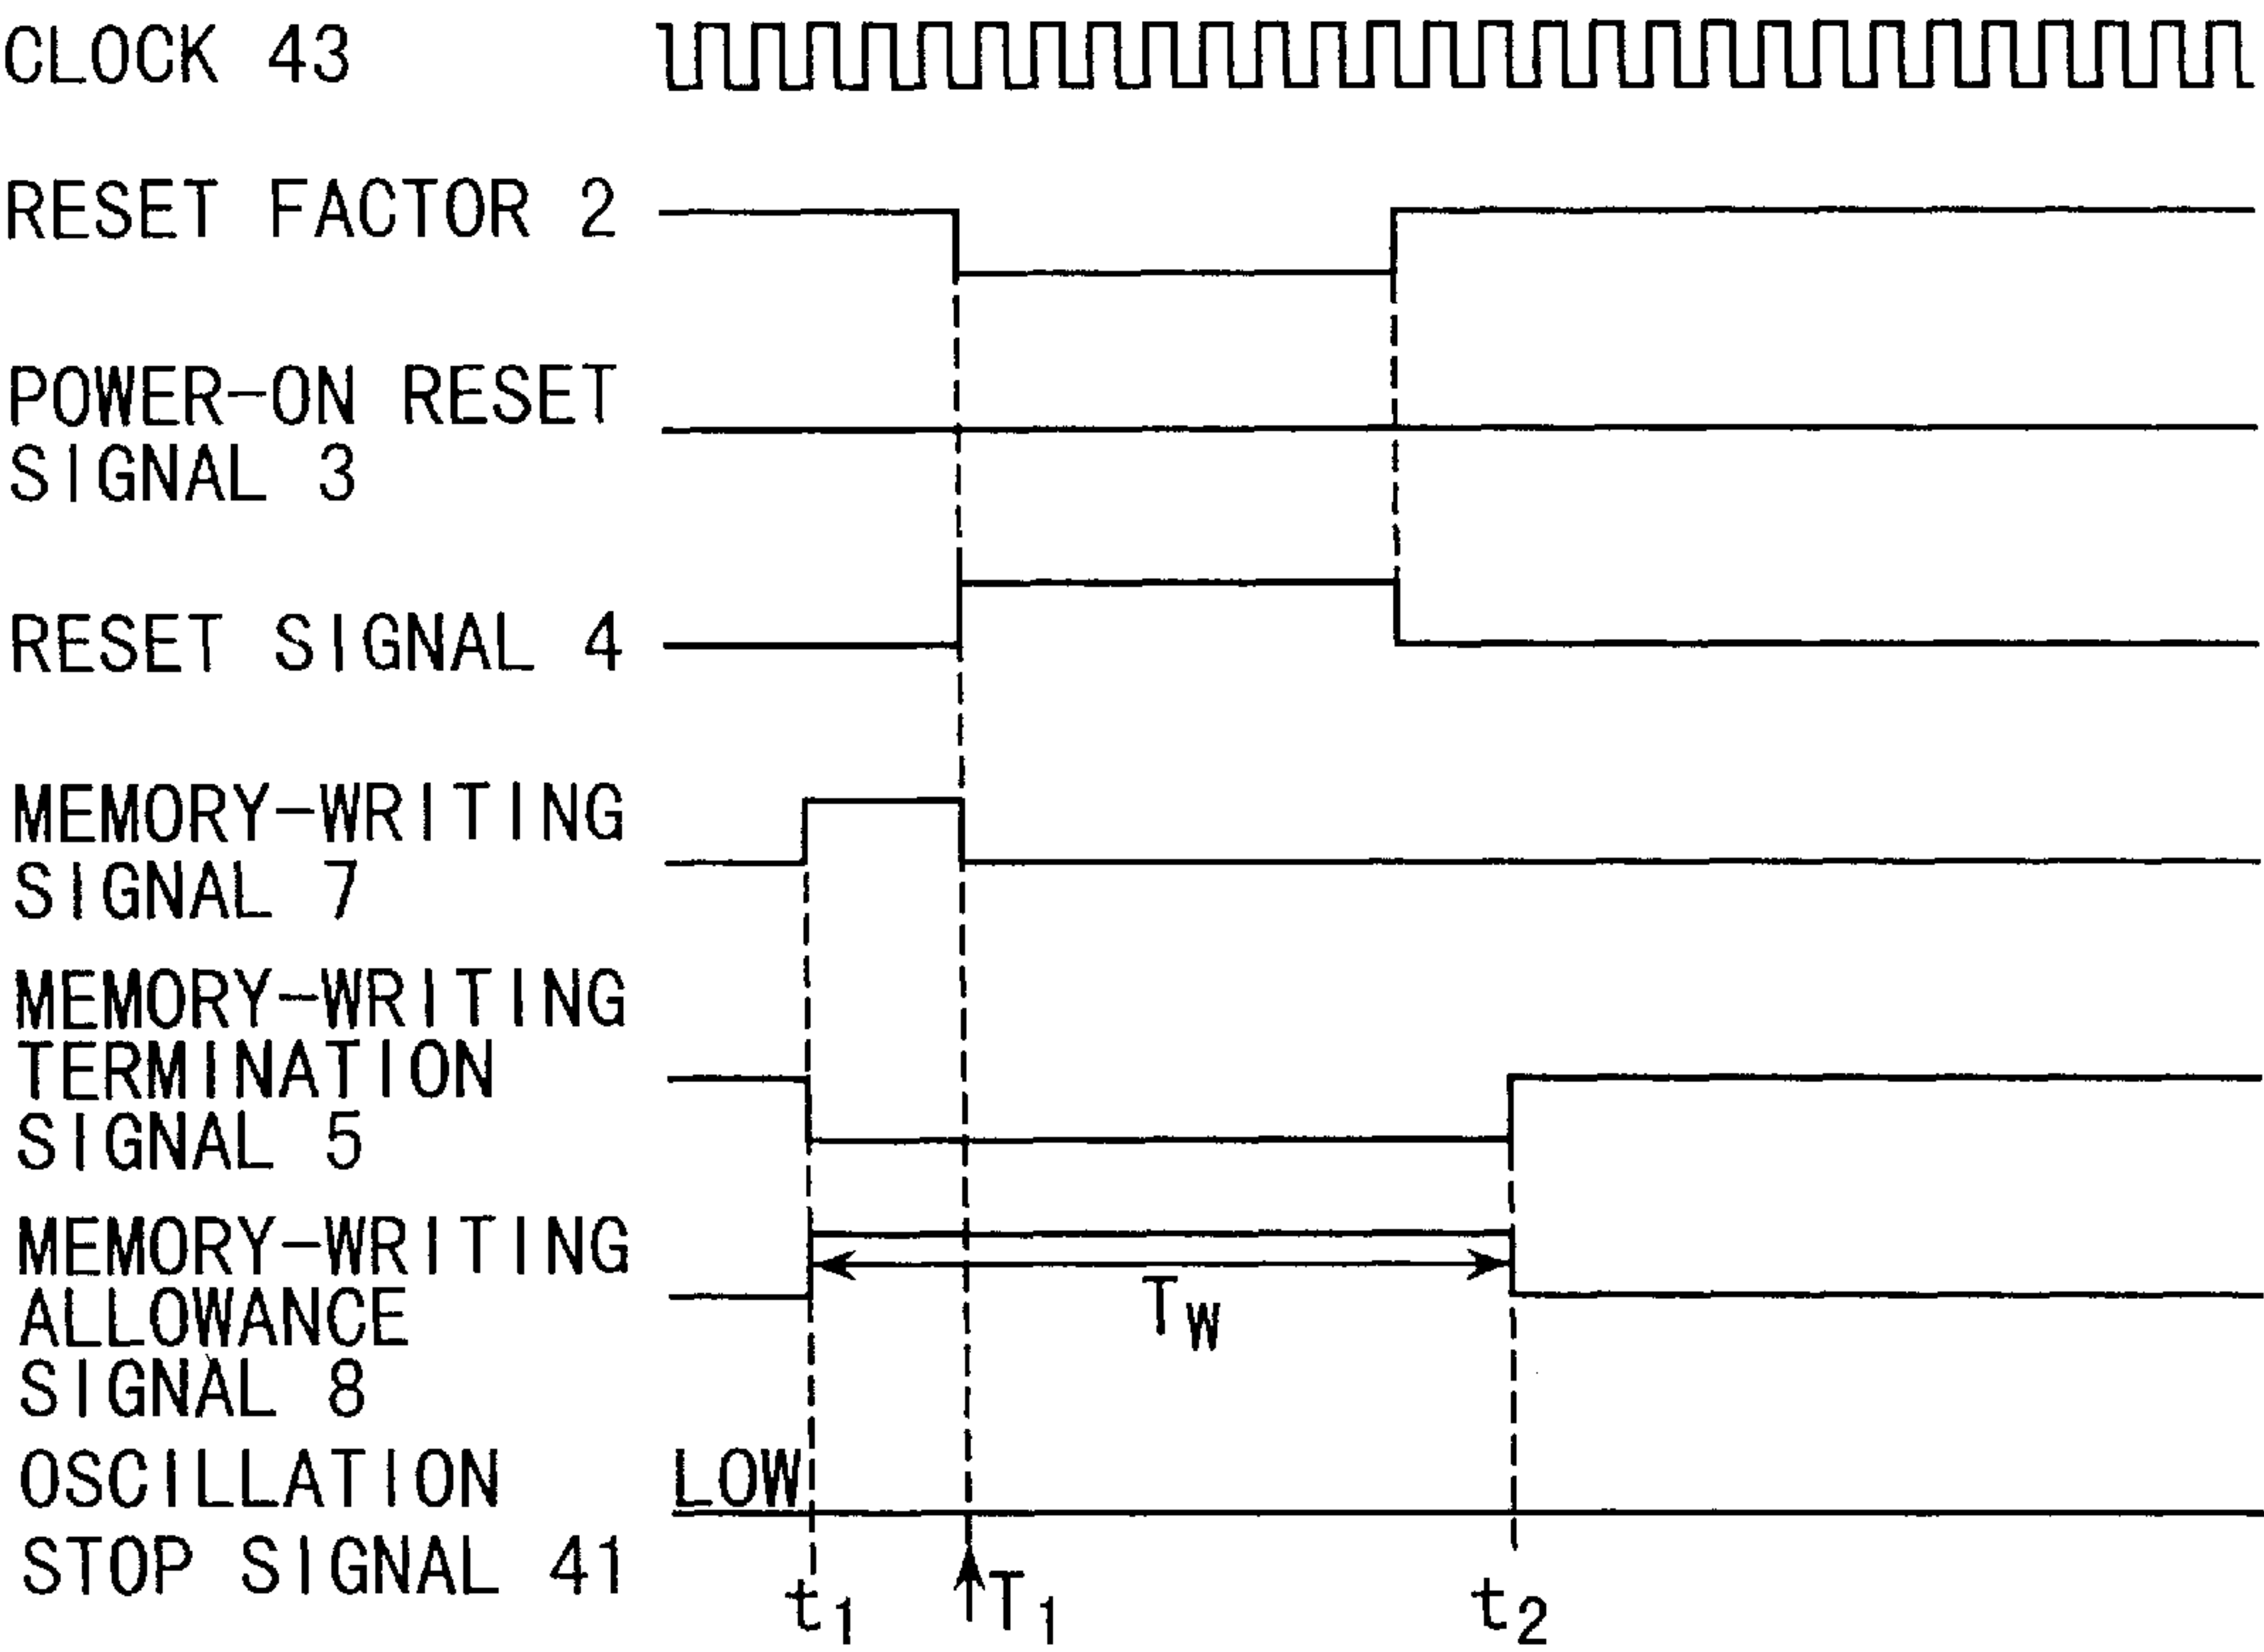 CLOCK 43
RESET FACTOR 2
POWER-ON RESET
SIGNAL 3
RESET SIGNAL 4
MEMORY-WRITING
SIGNAL 7
MEMORY-WRITING
TERMINATION
SIGNAL 5
MEMORY-WRITING
ALLOWANCE
SIGNAL 8
TW
OSCILLATION
STOP SIGNAL 41
LOW
t1
T1
t2